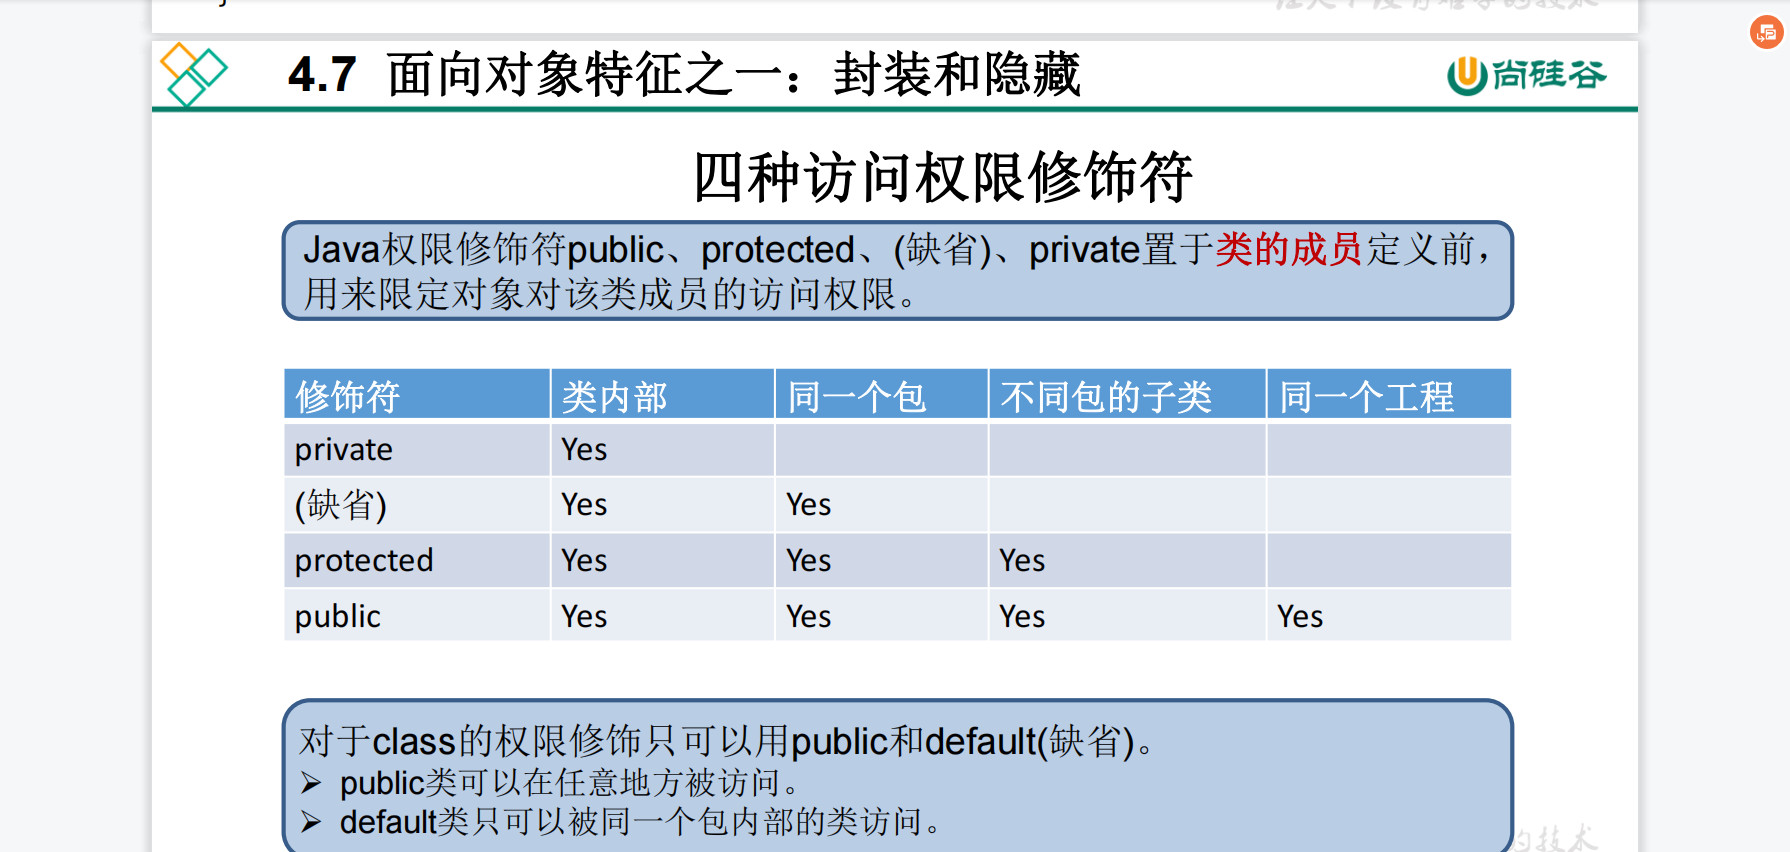 4.7 面向对象特征之一：封装和隐藏
尚硅谷
四种访问权限修饰符
Java权限修饰符public、protected、(缺省)、private置于类的成员定义前，
用来限定对象对该类成员的访问权限。
修饰符 类内部 同一个包 不同包的子类 同一个工程
private Yes
(缺省) Yes Yes
protected Yes Yes Yes
public Yes Yes Yes Yes
对于class的权限修饰只可以用public和default(缺省)。
➢ public类可以在任意地方被访问。
➢ default类只可以被同一个包内部的类访问。
的技术